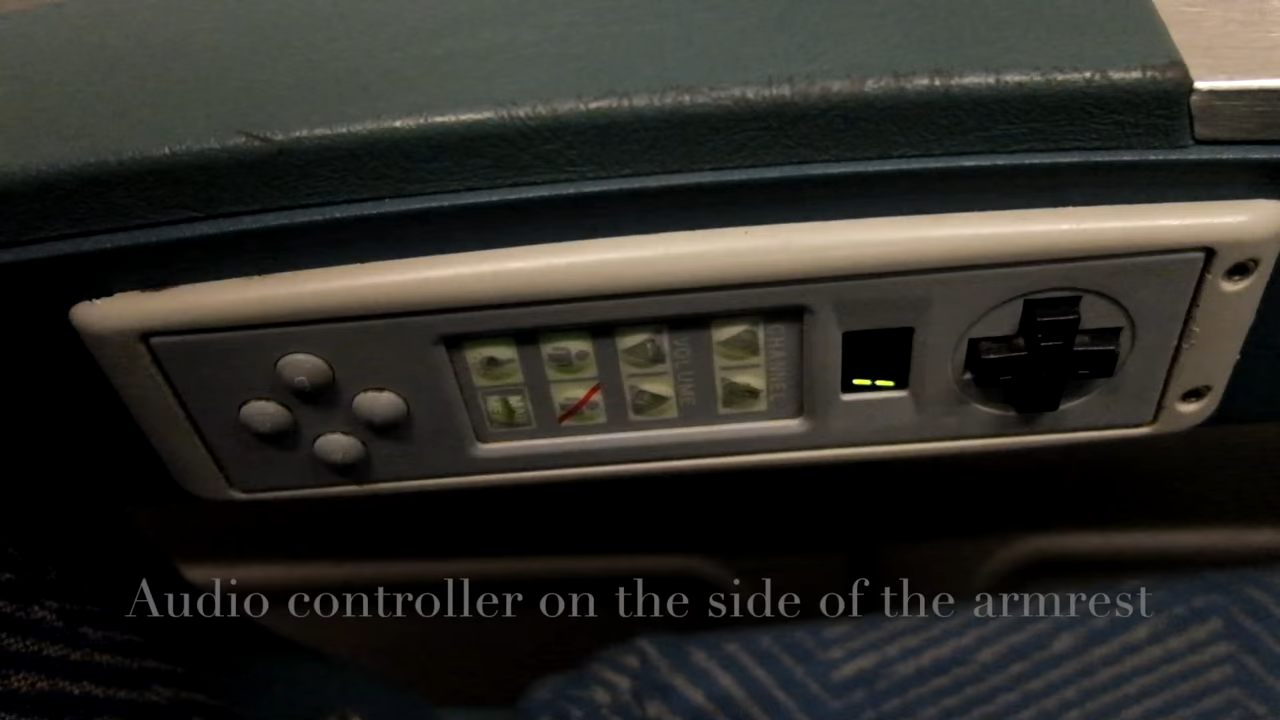 CHANNEL
VOLUME
Audio controller on the side of the armrest